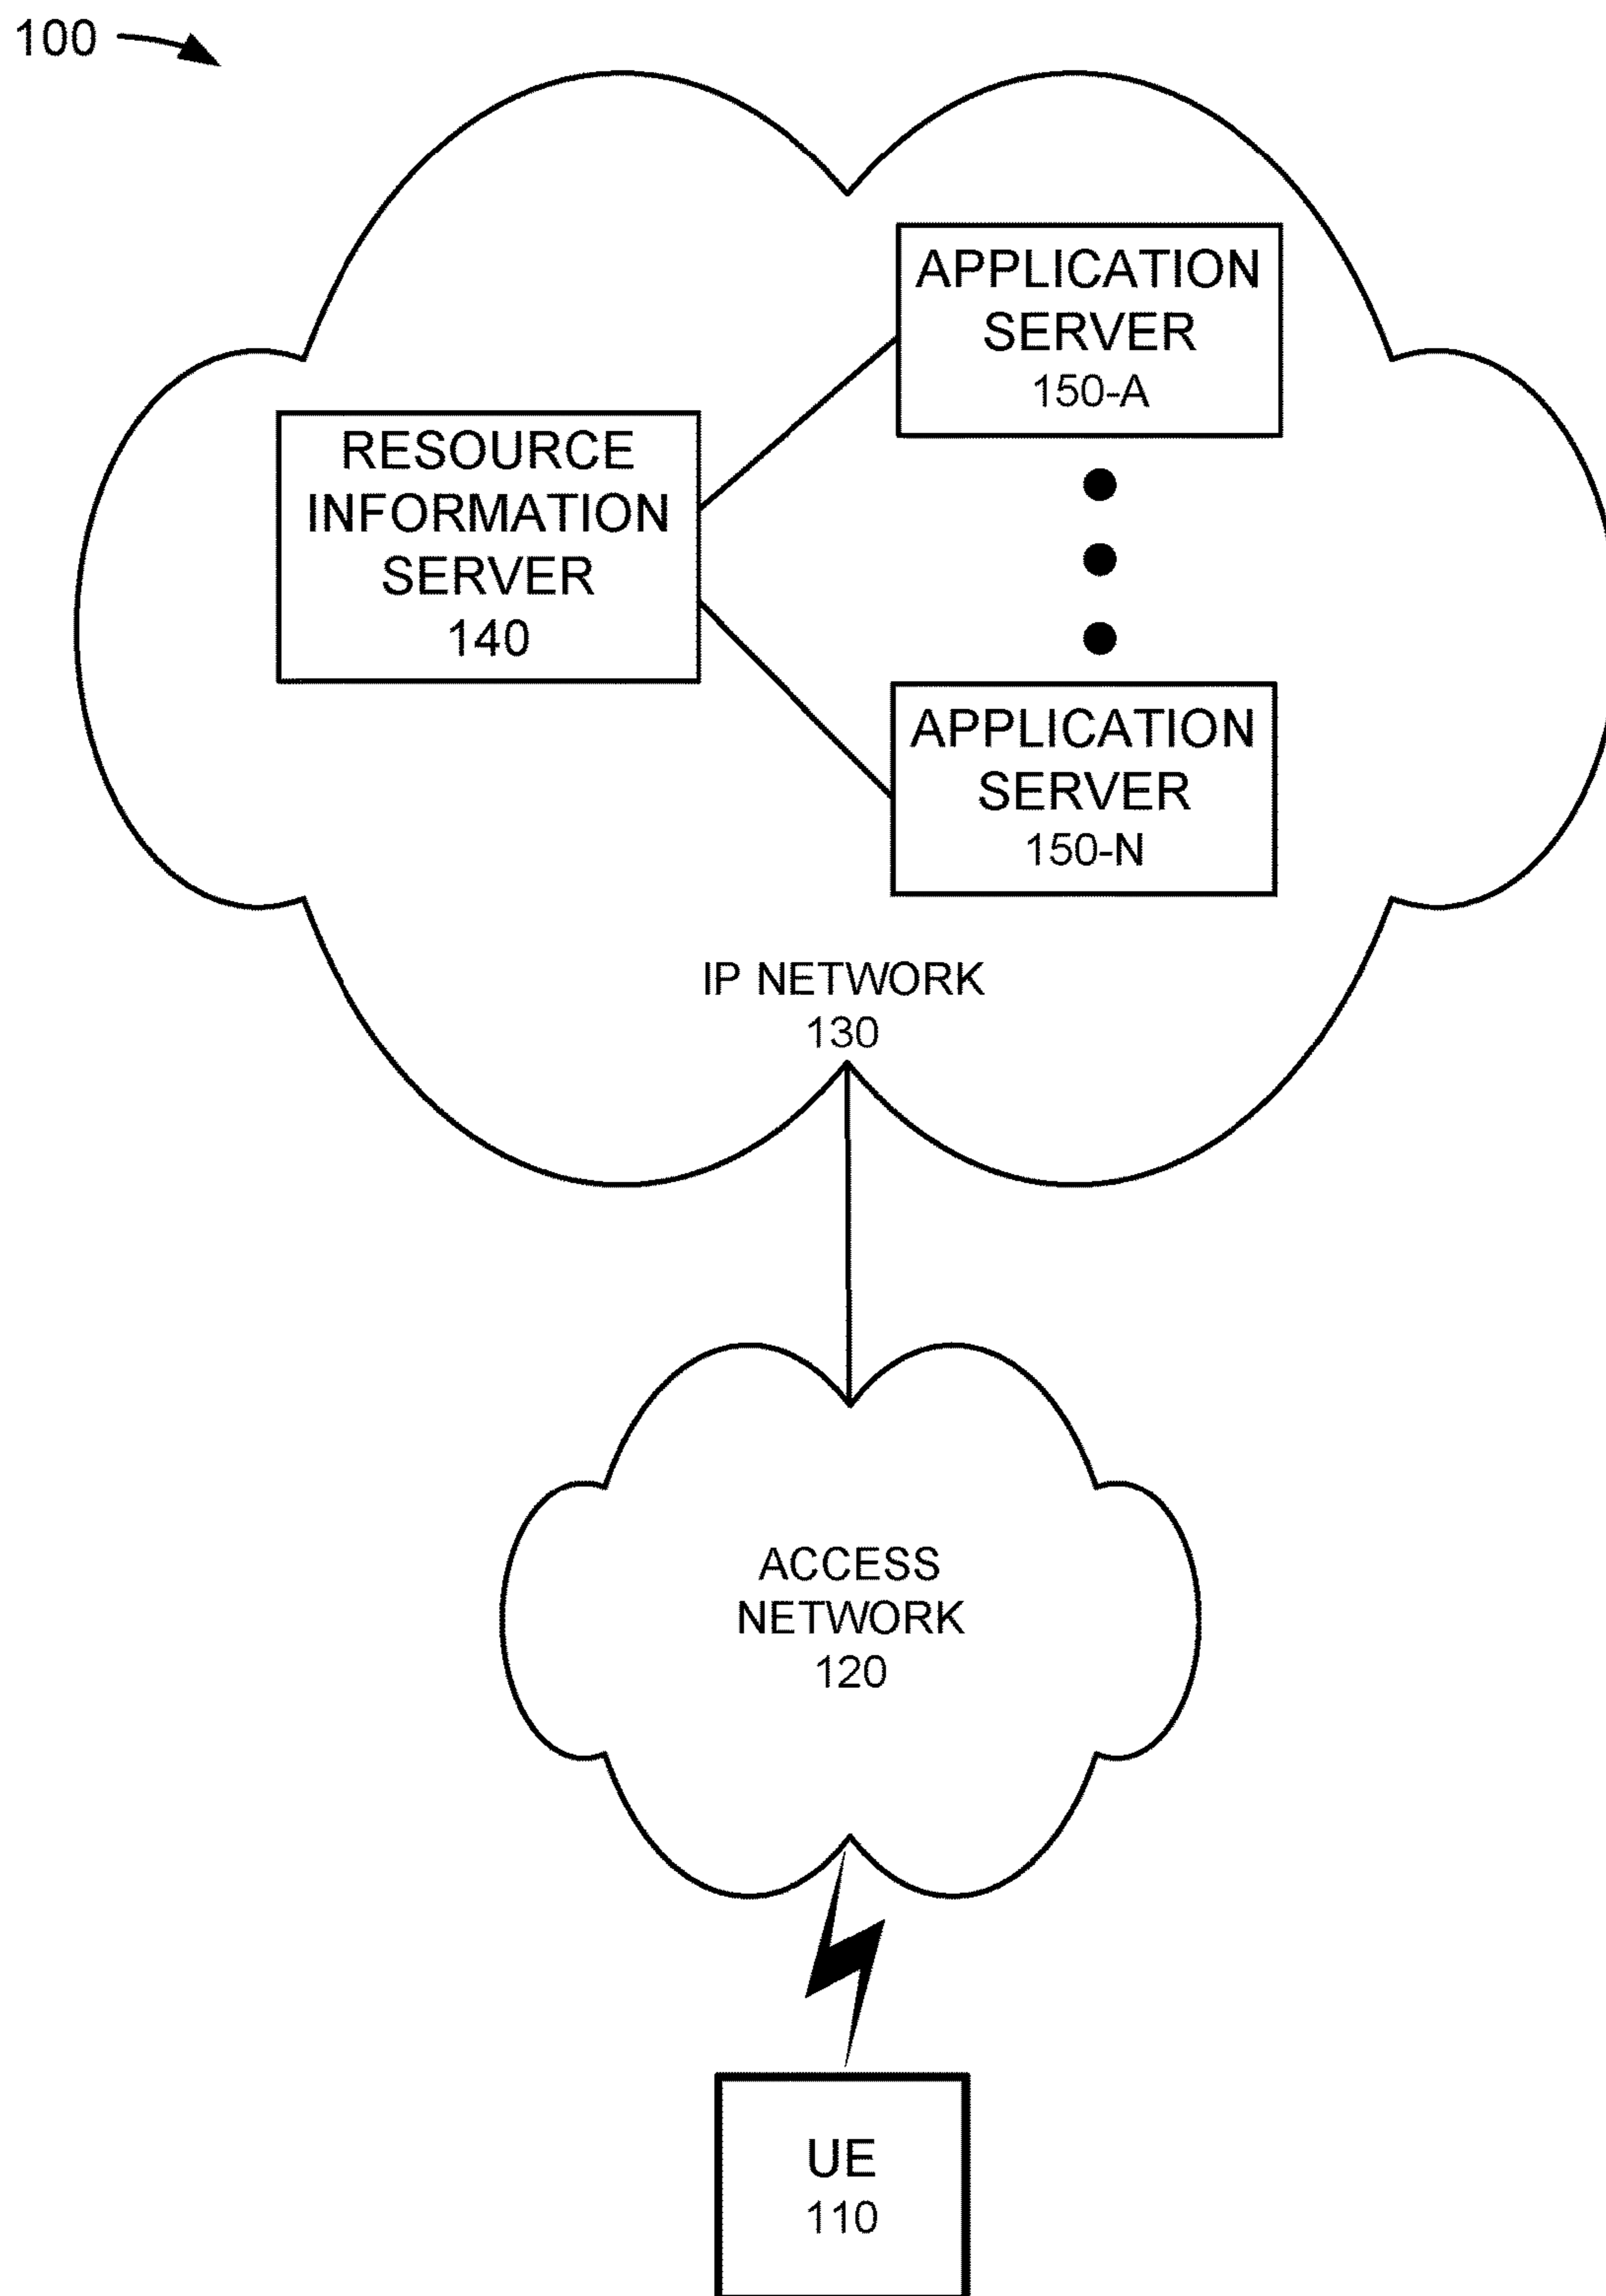 100
APPLICATION
SERVER
150-A
RESOURCE
INFORMATION
SERVER
140
APPLICATION
SERVER
150-N
IP NETWORK
130
ACCESS
NETWORK
120
UE
110